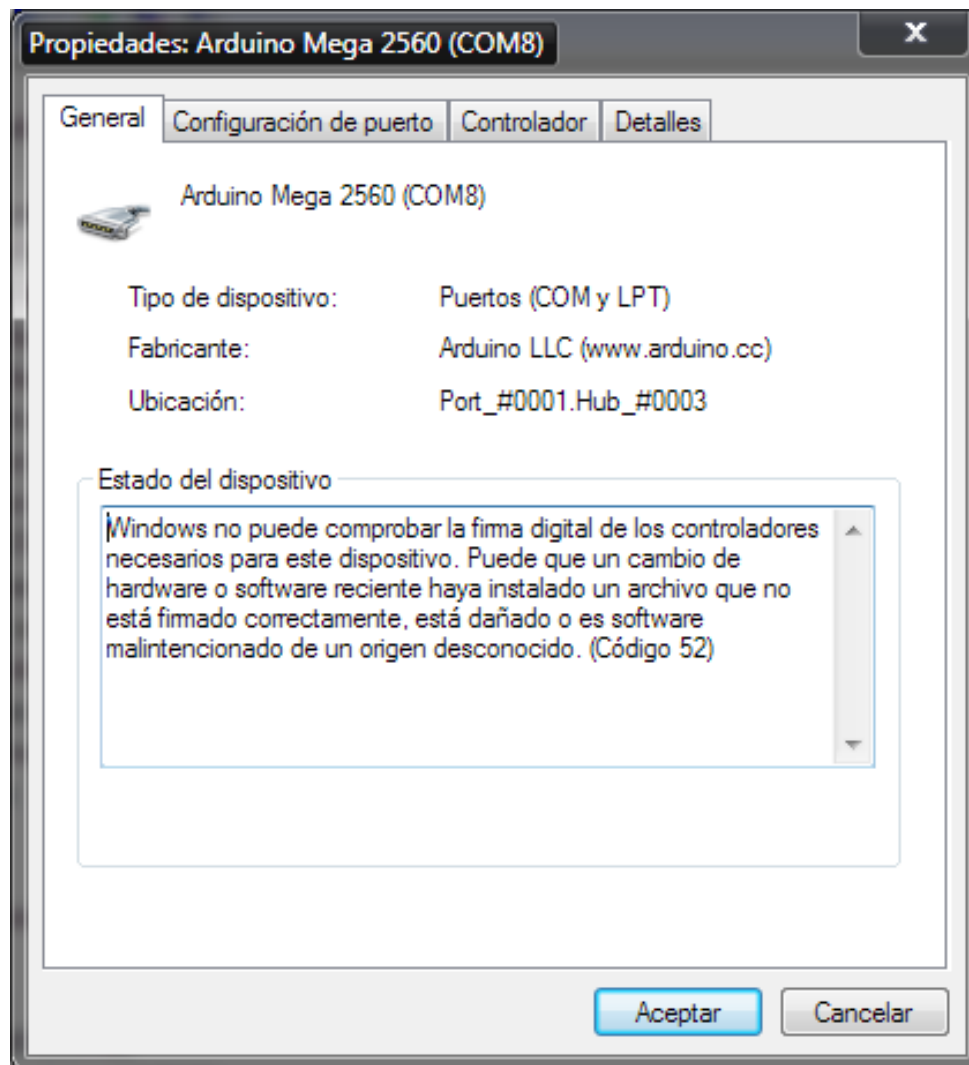 Propiedades: Arduino Mega 2560 (COM8)
x
General Configuración de puerto Controlador Detalles
Arduino Mega 2560 (COM8)
Tipo de dispositivo: Puertos (COM y LPT)
Fabricante: Arduino LLC (www.arduino.cc)
Ubicación: Port_#0001.Hub_#0003
Estado del dispositivo
Windows no puede comprobar la firma digital de los controladores
necesarios para este dispositivo. Puede que un cambio de
hardware o software reciente haya instalado un archivo que no
está firmado correctamente, está dañado o es software
malintencionado de un origen desconocido. (Código 52)
Aceptar Cancelar